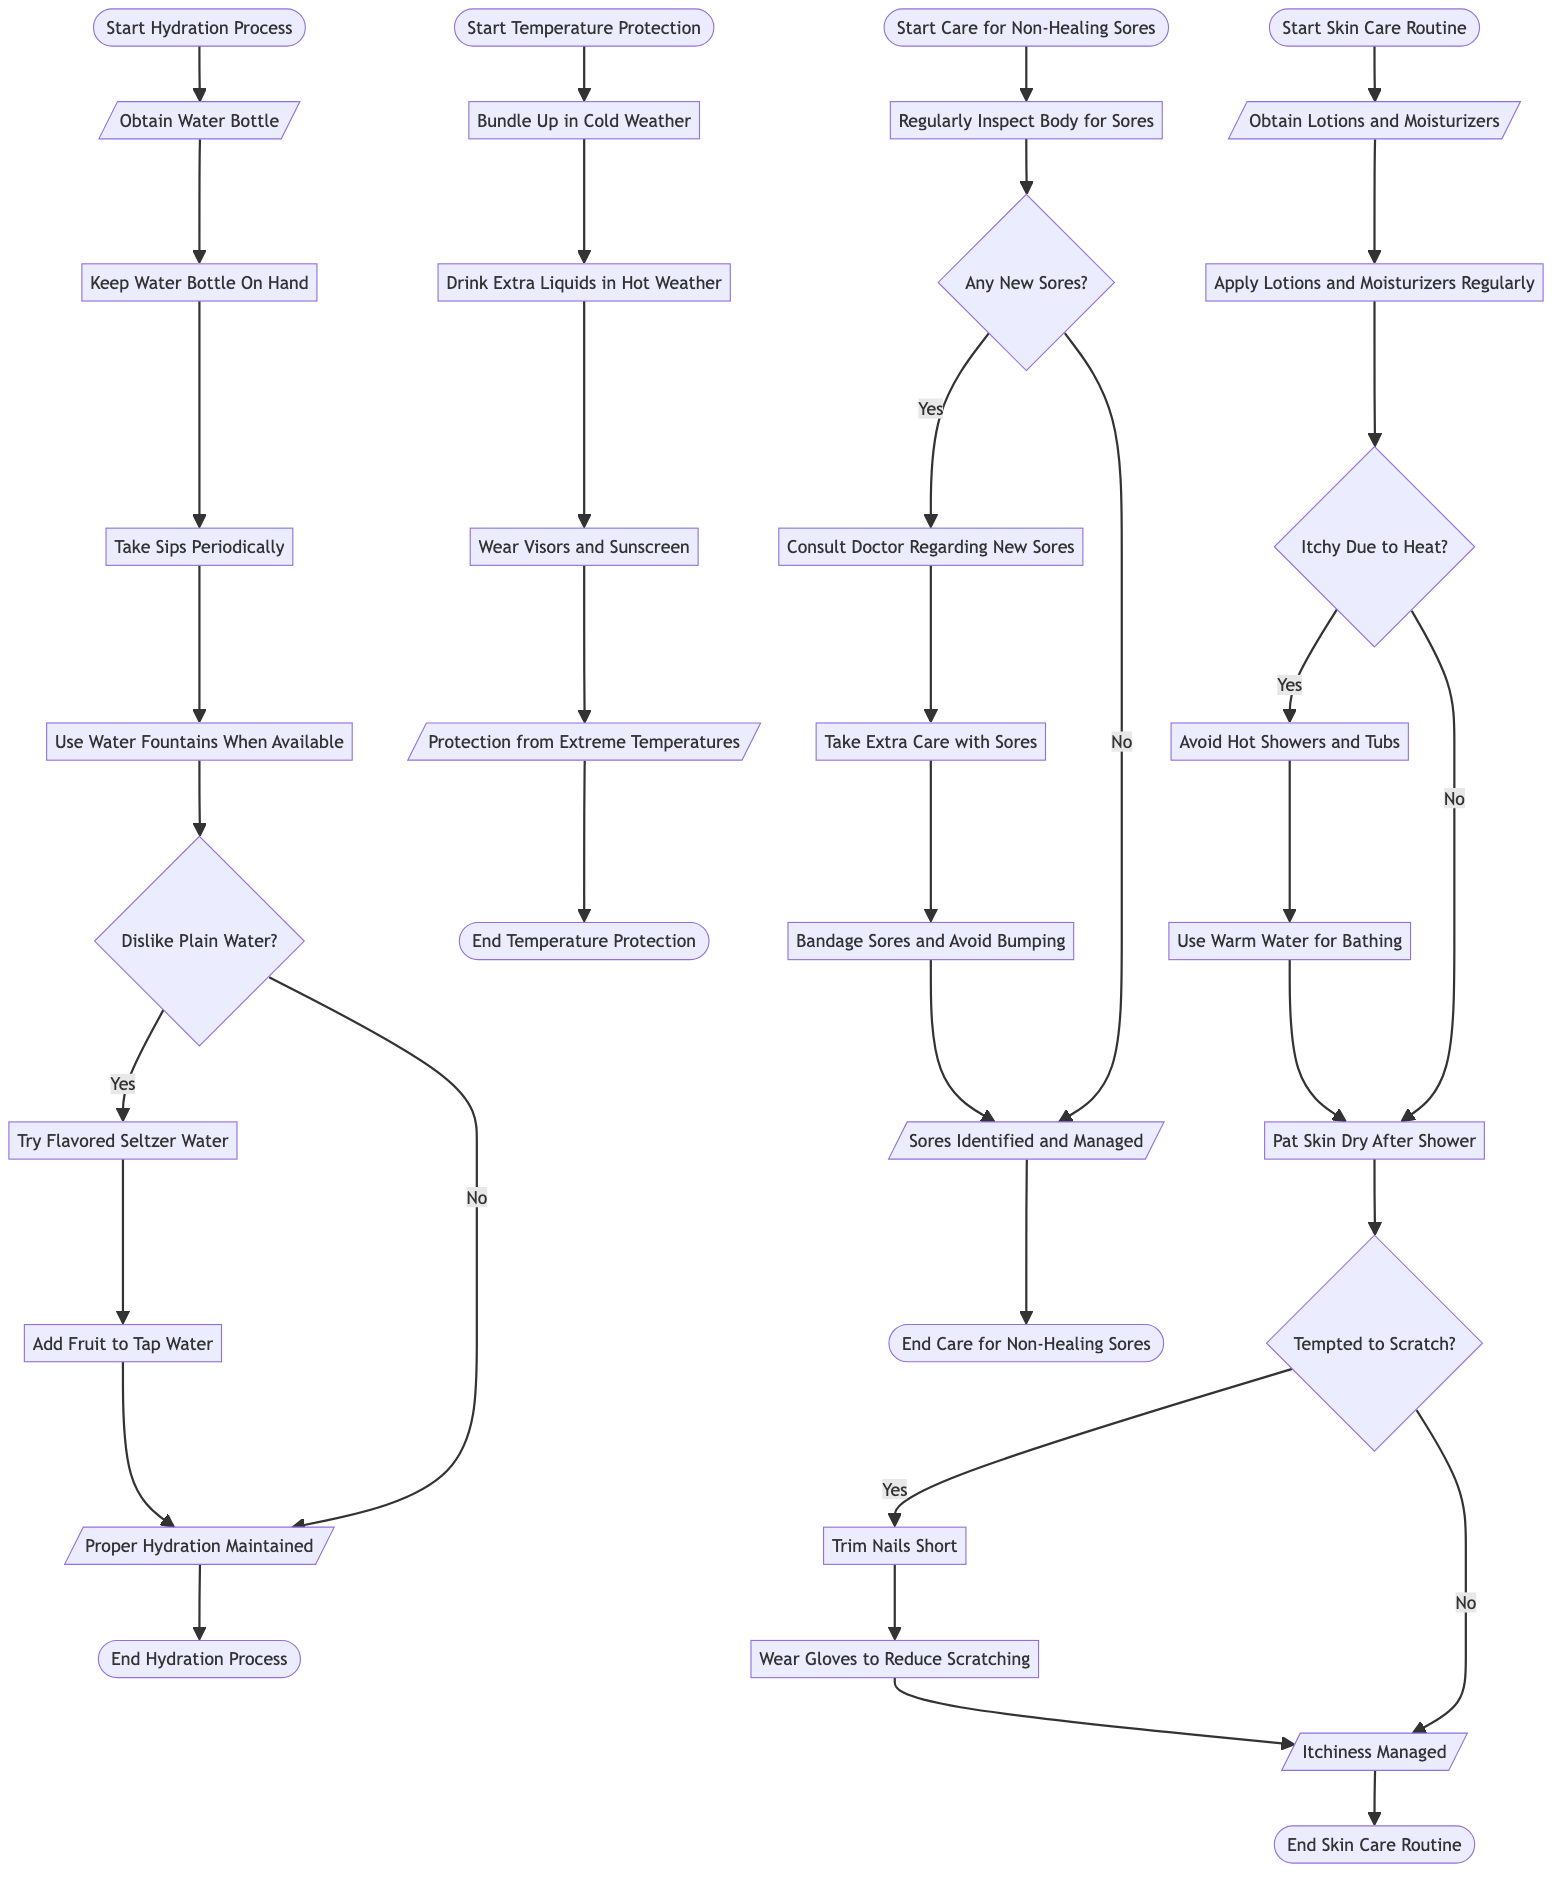 Start Hydration Process
Obtain Water Bottle
Keep Water Bottle On Hand
Take Sips Periodically
Use Water Fountains When Available
Dislike Plain Water?
Yes
No
Try Flavored Seltzer Water
Add Fruit to Tap Water
Proper Hydration Maintained
End Hydration Process
Start Temperature Protection
Bundle Up in Cold Weather
Drink Extra Liquids in Hot Weather
Wear Visors and Sunscreen
Protection from Extreme Temperatures
End Temperature Protection
Start Care for Non-Healing Sores
Regularly Inspect Body for Sores
Any New Sores?
Yes
No
Consult Doctor Regarding New Sores
Take Extra Care with Sores
Bandage Sores and Avoid Bumping
Sores Identified and Managed
End Care for Non-Healing Sores
Start Skin Care Routine
Obtain Lotions and Moisturizers
Apply Lotions and Moisturizers Regularly
Itchy Due to Heat?
Yes
No
Avoid Hot Showers and Tubs
Use Warm Water for Bathing
Pat Skin Dry After Shower
Tempted to Scratch?
Yes
No
Trim Nails Short
Wear Gloves to Reduce Scratching
Itchiness Managed
End Skin Care Routine